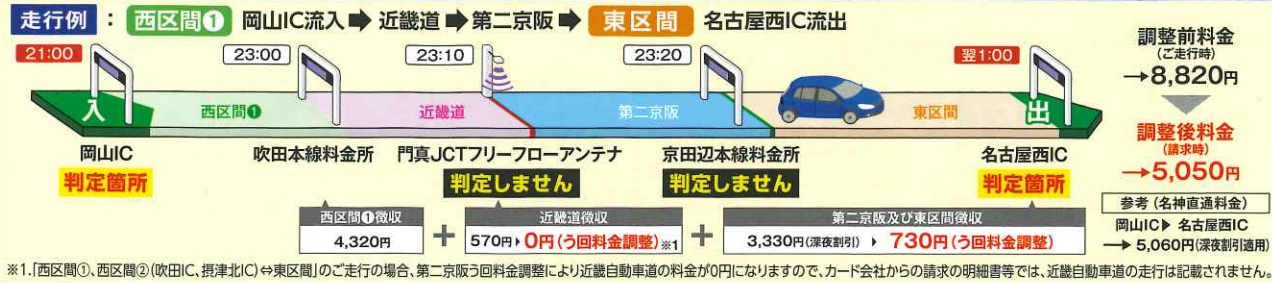 走行例 : 西区間❶ 岡山IC流入➡近畿道➡第二京阪➡ 東区間 名古屋西IC流出
21:00 23:00 23:10 23:20 翌1:00
入 西区間❶ 近畿道 第二京阪 東区間 出
岡山IC 吹田本線料金所 門真JCTフリーフローアンテナ 京田辺本線料金所 名古屋西IC
判定箇所 判定しません 判定しません 判定箇所
西区間❶徴収 近畿道徴収 第二京阪及び東区間徴収
4,320円 + 570円▶0円(う回料金調整)※1 + 3,330円(深夜割引) ▶ 730円(う回料金調整)
調整前料金
(ご走行時)
→8,820円
調整後料金
(請求時)
→5,050円
参考(名神直通料金)
岡山IC▶名古屋西IC
→5,060円(深夜割引適用)
※1.「西区間①、西区間②(吹田IC、摂津北IC)⇔東区間」のご走行の場合、第二京阪う回料金調整により近畿自動車道の料金が0円になりますので、カード会社からの請求の明細書等では、近畿自動車道の走行は記載されません。